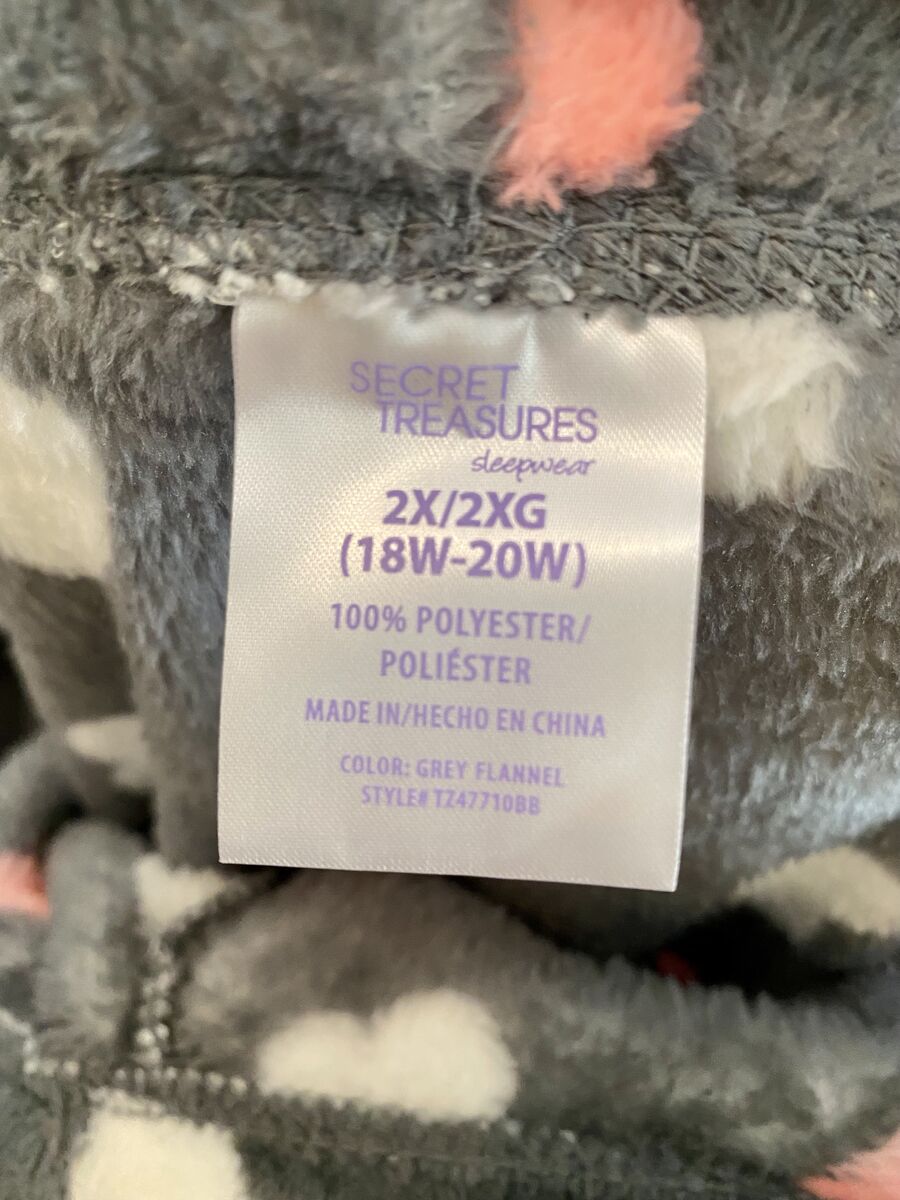 SECRET
TREASURES
sleepwear
2X/2XG
(18W-20W)
100% POLYESTER/
POLIÉSTER
MADE IN/HECHO EN CHINA
COLOR: GREY FLANNEL
STYLE# TZ47710BB